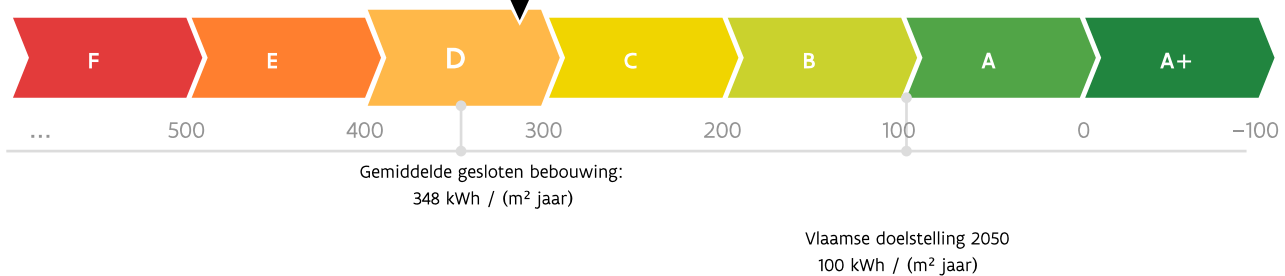 F E D C B A A+
... 500 400 300 200 100 0 −100
Gemiddelde gesloten bebouwing:
348 kWh / (m² jaar)
Vlaamse doelstelling 2050
100 kWh / (m² jaar)